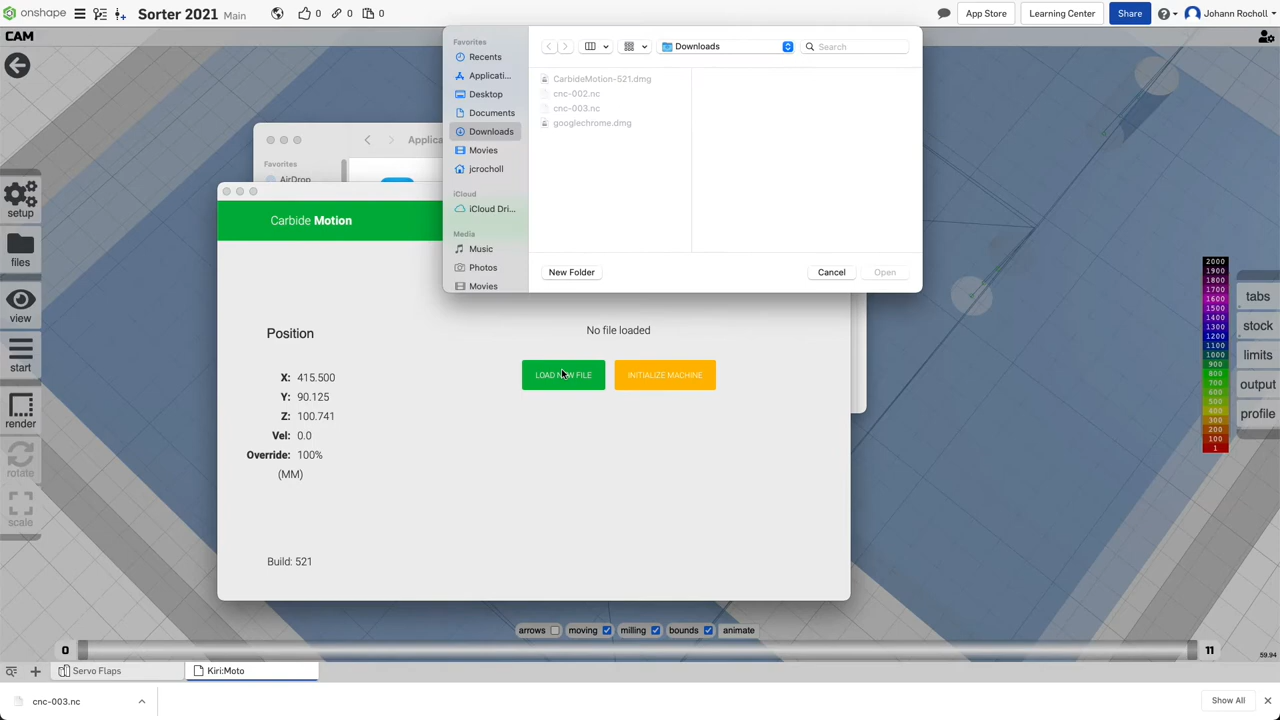 onshape
Sorter 2021 Main
0
0
0
App Store
Learning Center
Share
Johann Rocholl
CAM
setup
files
view
start
render
rotate
scale
Favorites
AirDrop
Applica
Favorites
Recents
Applicati...
Desktop
Documents
Downloads
Movies
jcrocholl
iCloud
iCloud Dri...
Media
Music
Photos
Movies
Downloads
Search
CarbideMotion-521.dmg
cnc-002.nc
cnc-003.nc
googlechrome.dmg
New Folder
Cancel
Open
Carbide Motion
Position
X: 415.500
Y: 90.125
Z: 100.741
Vel: 0.0
Override: 100%
(MM)
Build: 521
No file loaded
LOAD NEW FILE
INITIALIZE MACHINE
2000
1900
1800
1700
1600
1500
1400
1300
1200
1100
1000
900
800
700
600
500
400
300
200
100
1
tabs
stock
limits
output
profile
arrows
moving
milling
bounds
animate
0
11
59.94
Servo Flaps
Kiri:Moto
cnc-003.nc
Show All